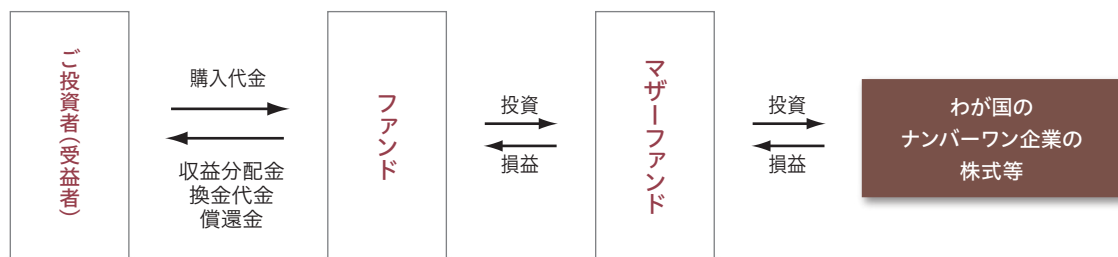 ご投資者(受益者)
購入代金
収益分配金
換金代金
償還金
ファンド
投資
損益
マザーファンド
投資
損益
わが国の
ナンバーワン企業の
株式等